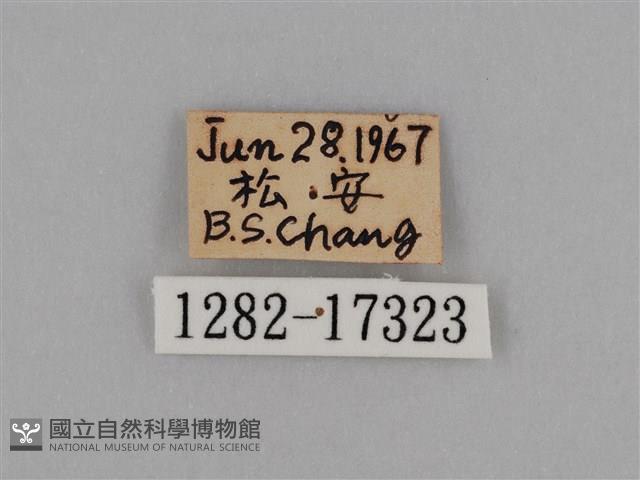 Jun 28.1967
松安
B.S.Chang
1282-17323
國立自然科學博物館
NATIONAL MUSEUM OF NATURAL SCIENCE